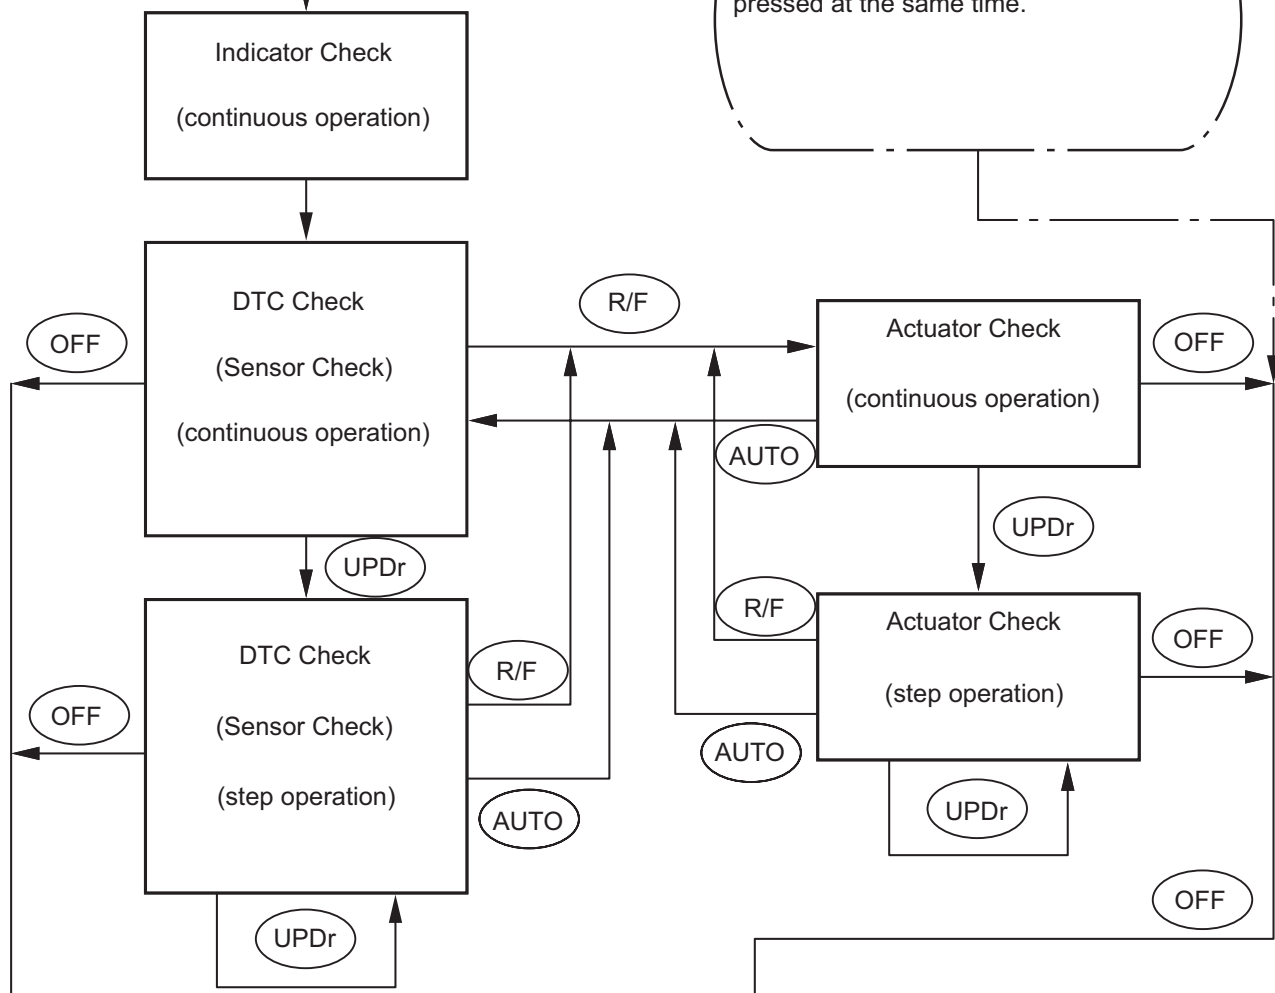 pressed at the same time.
Indicator Check
(continuous operation)
DTC Check
(Sensor Check)
(continuous operation)
OFF
R/F
Actuator Check
(continuous operation)
OFF
AUTO
UPDr
UPDr
DTC Check
(Sensor Check)
(step operation)
OFF
R/F
AUTO
R/F
AUTO
Actuator Check
(step operation)
OFF
UPDr
UPDr
OFF